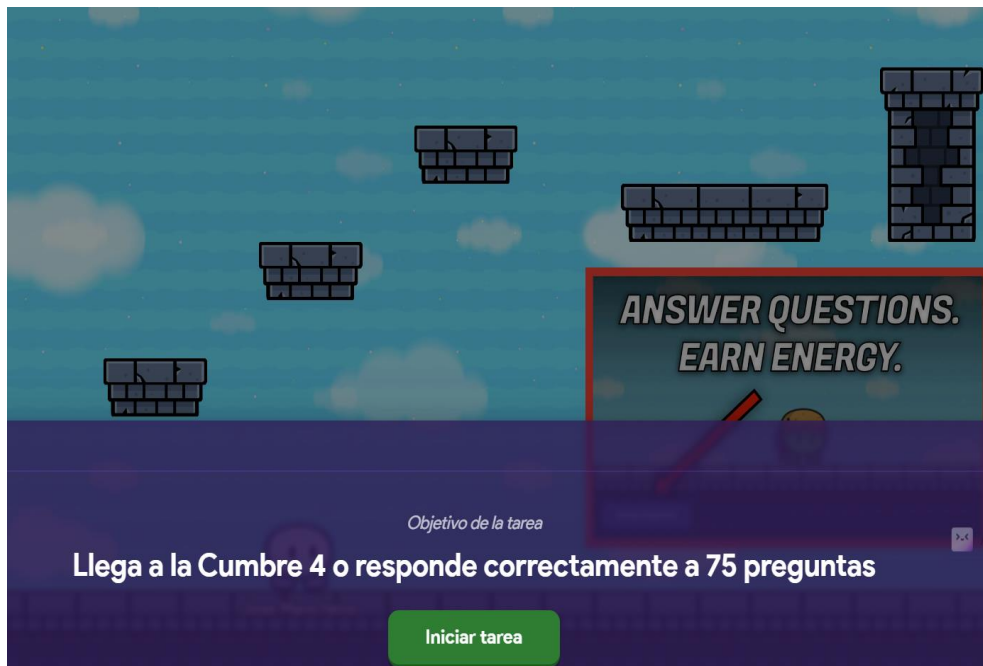 ANSWER QUESTIONS.
EARN ENERGY.
Objetivo de la tarea
Llega a la Cumbre 4 o responde correctamente a 75 preguntas
Iniciar tarea